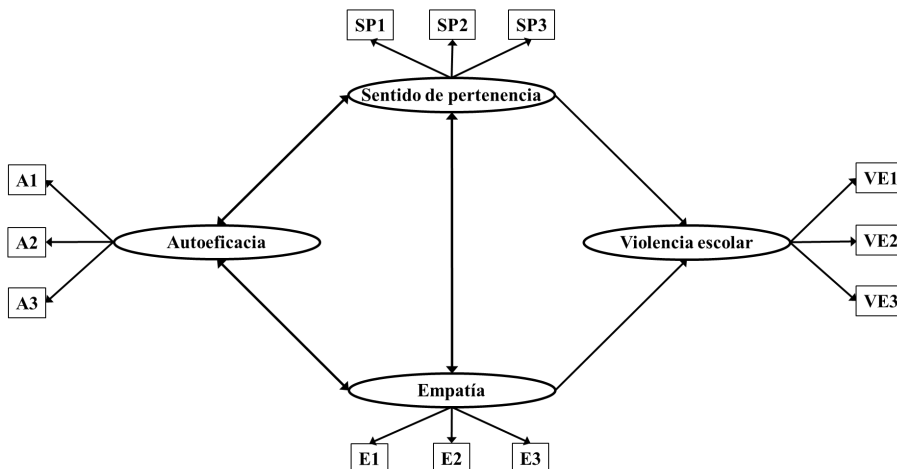 SP1 SP2 SP3
Sentido de pertenencia
A1
A2
A3
Autoeficacia
Violencia escolar
VE1
VE2
VE3
Empatía
E1 E2 E3